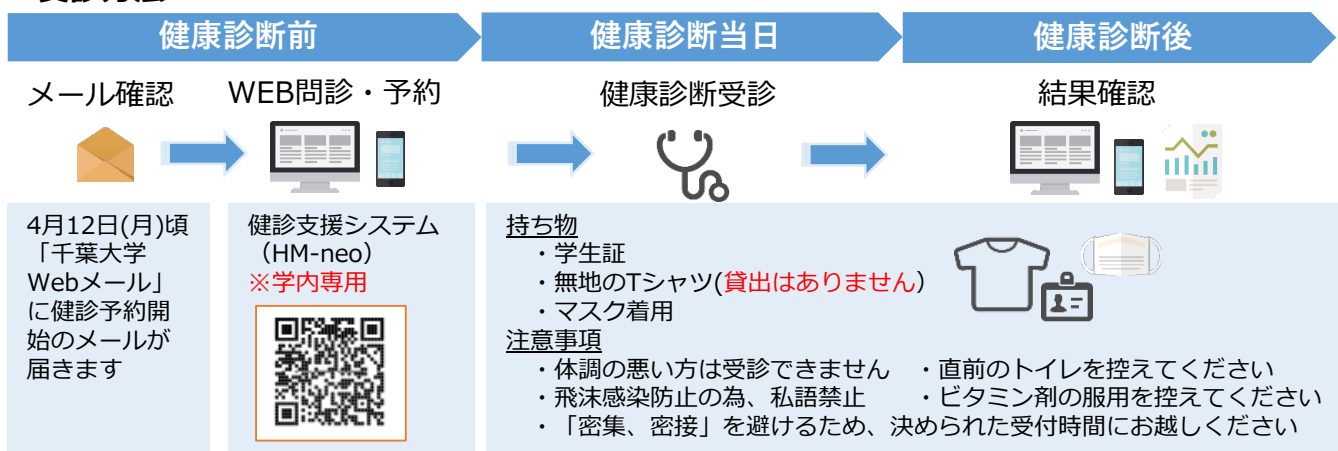 健康診断前
健康診断当日
健康診断後
メール確認
WEB問診・予約
健康診断受診
結果確認
4月12日(月)頃
「千葉大学
Webメール」
に健診予約開
始のメールが
届きます
健診支援システム
（HM-neo）
※学内専用
持ち物
・学生証
・無地のTシャツ(貸出はありません）
・マスク着用
注意事項
・体調の悪い方は受診できません ・直前のトイレを控えてください
・飛沫感染防止の為、私語禁止 ・ビタミン剤の服用を控えてください
・「密集、密接」を避けるため、決められた受付時間にお越しください